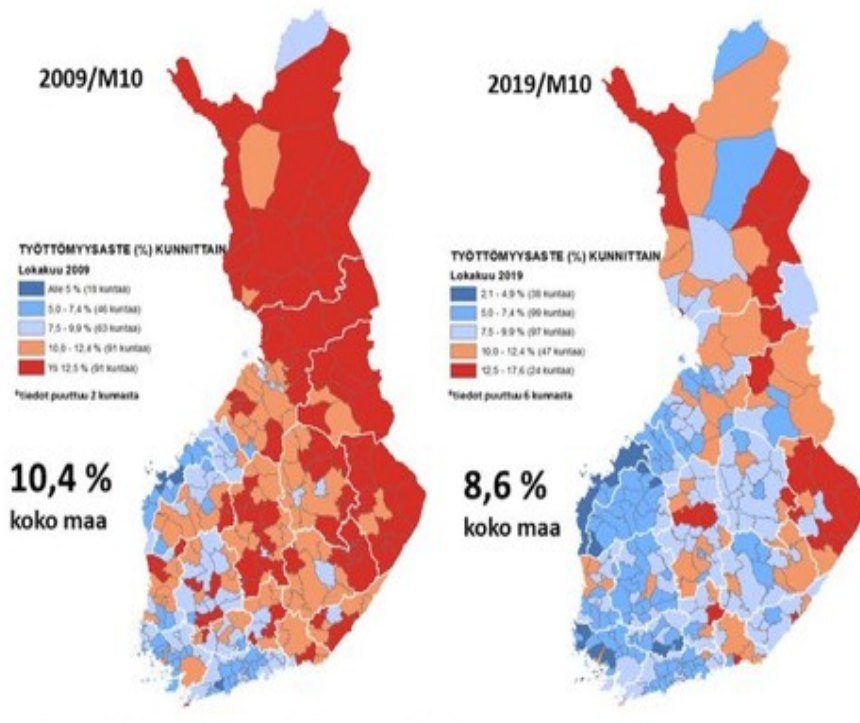 2009/M10
TYÖTTÖMYYSASTE (%) KUNNITTAIN
Lokakuu 2009
Alle 5 % (18 kuntaa)
5,0 - 7,4 % (46 kuntaa)
7,5 - 9,9 % (63 kuntaa)
10,0 - 12,4 % (91 kuntaa)
Yli 12,5 % (91 kuntaa)
*tiedot puuttuu 2 kunnasta
10,4 %
koko maa
2019/M10
TYÖTTÖMYYSASTE (%) KUNNITTAIN
Lokakuu 2019
2,1 - 4,9 % (38 kuntaa)
5,0 - 7,4 % (99 kuntaa)
7,5 - 9,9 % (97 kuntaa)
10,0 - 12,4 % (47 kuntaa)
12,5 - 17,6 (24 kuntaa)
*tiedot puuttuu 6 kunnasta
8,6 %
koko maa